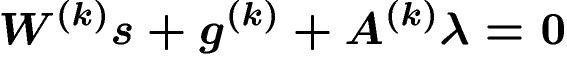 W^{(k)} s + g^{(k)} + A^{(k)} λ = 0